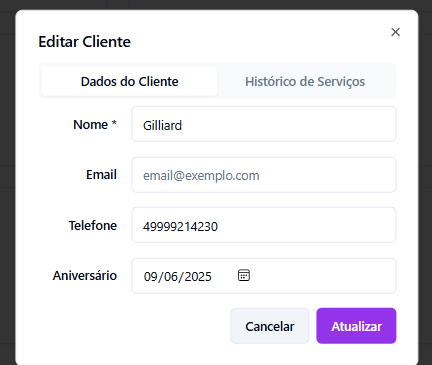 Editar Cliente
Dados do Cliente Histórico de Serviços
Nome * Gilliard
Email email@exemplo.com
Telefone 49999214230
Aniversário 09/06/2025
Cancelar Atualizar